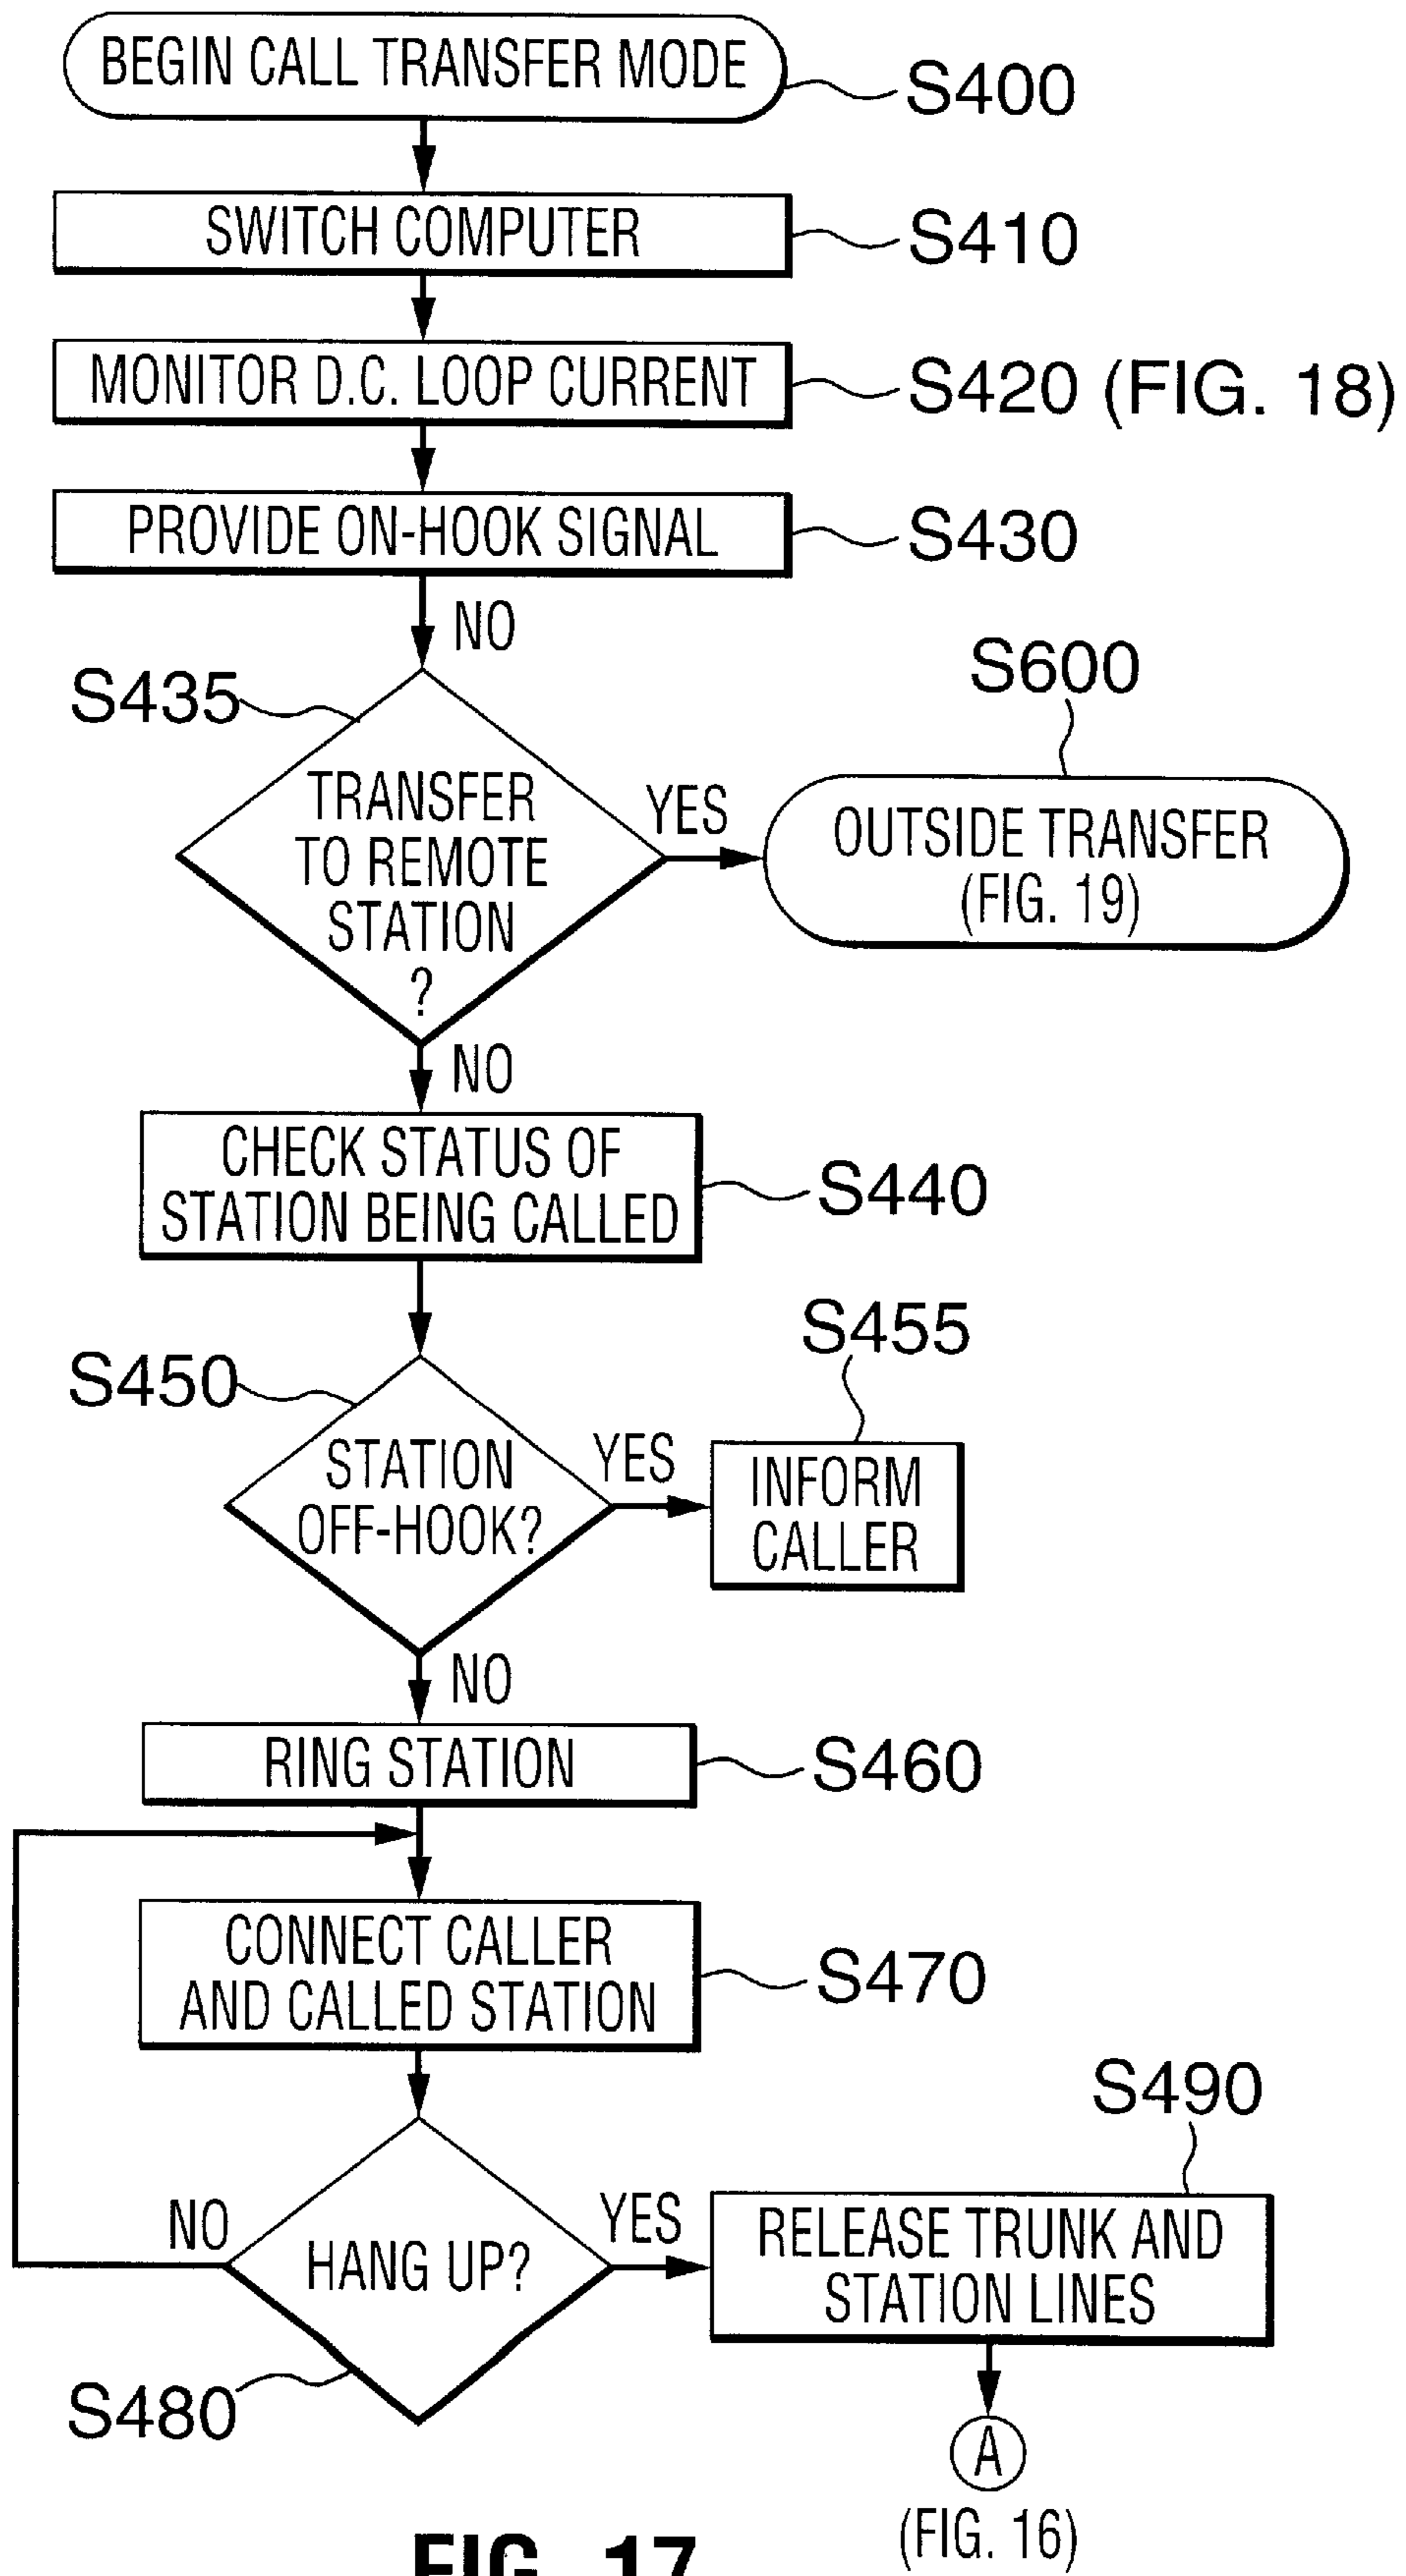 BEGIN CALL TRANSFER MODE
S400
SWITCH COMPUTER
S410
MONITOR D.C. LOOP CURRENT
S420 (FIG. 18)
PROVIDE ON-HOOK SIGNAL
S430
NO
S435
S600
TRANSFER
TO REMOTE
STATION
?
YES
OUTSIDE TRANSFER
(FIG. 19)
NO
CHECK STATUS OF
STATION BEING CALLED
S440
S450
S455
STATION
OFF-HOOK?
YES
INFORM
CALLER
NO
RING STATION
S460
CONNECT CALLER
AND CALLED STATION
S470
S490
NO
HANG UP?
YES
RELEASE TRUNK AND
STATION LINES
S480
A
(FIG. 16)
FIG. 17